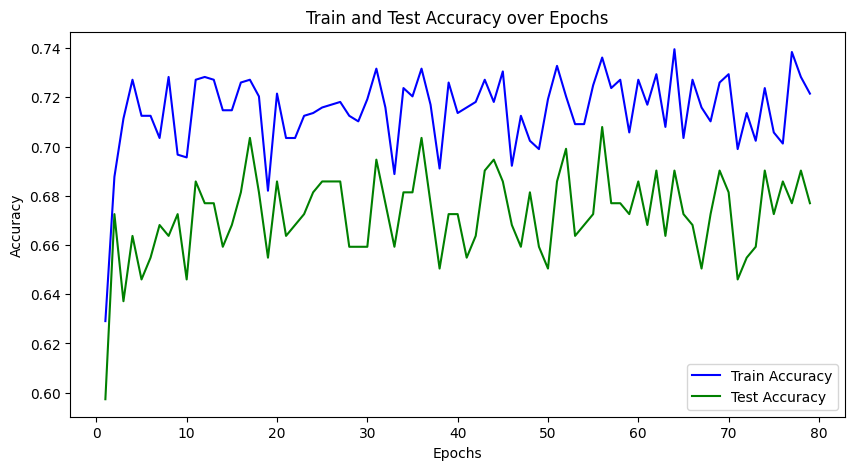 Train and Test Accuracy over Epochs
0.74
0.72
0.70
0.68
0.66
0.64
0.62
0.60
Accuracy
0 10 20 30 40 50 60 70 80
Epochs
Train Accuracy
Test Accuracy